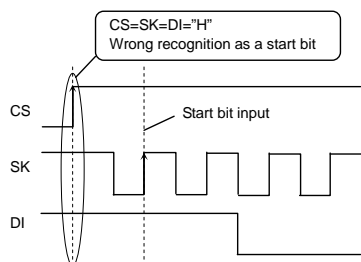 CS=SK=DI=”H”
Wrong recognition as a start bit
CS
Start bit input
SK
DI